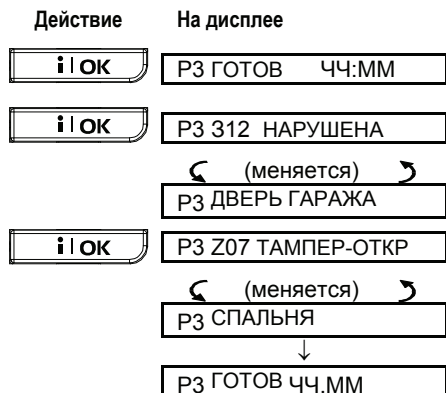 Действие На дисплее
i|OK P3 ГОТОВ ЧЧ:ММ
i|OK P3 312 НАРУШЕНА
(меняется)
P3 ДВЕРЬ ГАРАЖА
i|OK P3 Z07 ТАМПЕР-ОТКР
(меняется)
P3 СПАЛЬНЯ
↓
P3 ГОТОВ ЧЧ.ММ